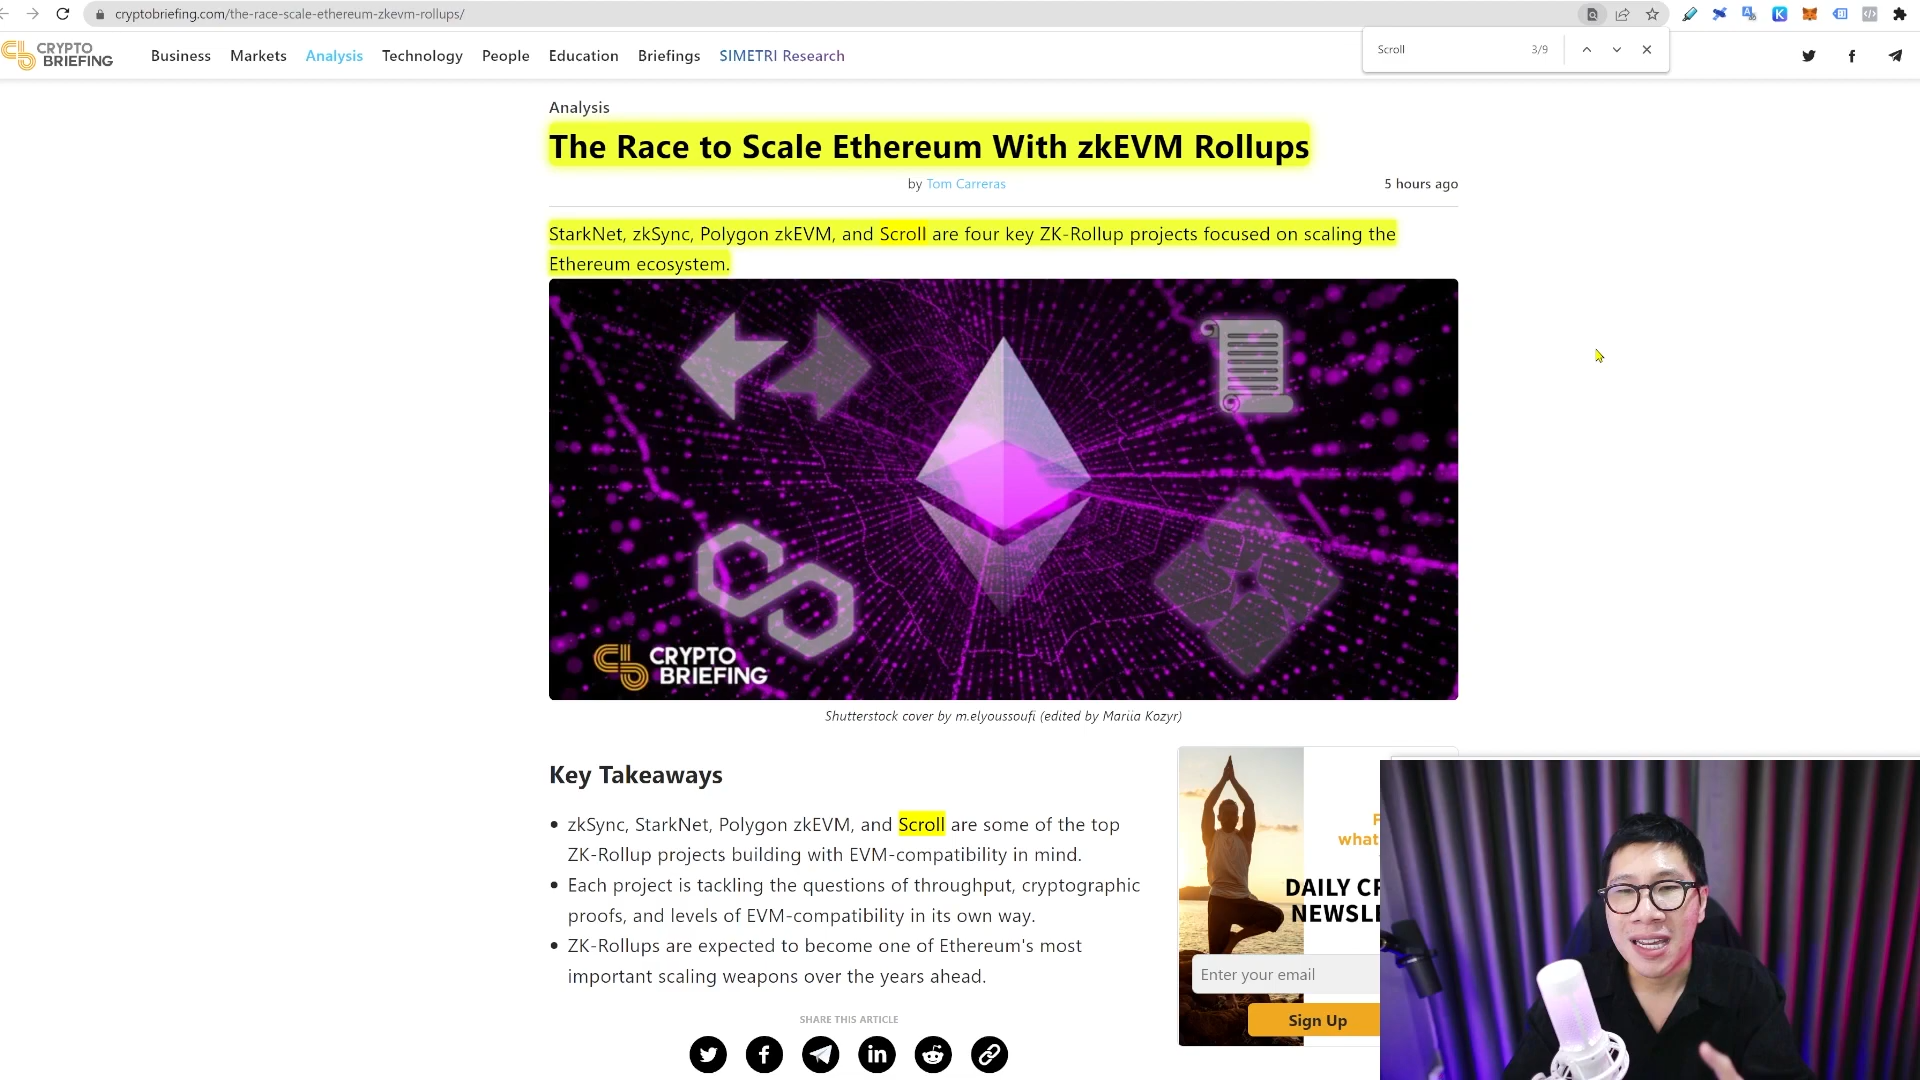 cryptobriefing.com/the-race-scale-ethereum-zkevm-rollups/
Scroll 3/9
CRYPTO
BRIEFING
Business Markets Analysis Technology People Education Briefings SIMETRI Research
Analysis
The Race to Scale Ethereum With zkEVM Rollups
by Tom Carreras 5 hours ago
StarkNet, zkSync, Polygon zkEVM, and Scroll are four key ZK-Rollup projects focused on scaling the
Ethereum ecosystem.
CRYPTO
BRIEFING
Shutterstock cover by m.elyoussoufi (edited by Mariia Kozyr)
Key Takeaways
• zkSync, StarkNet, Polygon zkEVM, and Scroll are some of the top
ZK-Rollup projects building with EVM-compatibility in mind.
• Each project is tackling the questions of throughput, cryptographic
proofs, and levels of EVM-compatibility in its own way.
• ZK-Rollups are expected to become one of Ethereum's most
important scaling weapons over the years ahead.
SHARE THIS ARTICLE
what
DAILY
NEWSL
Enter your email
Sign Up